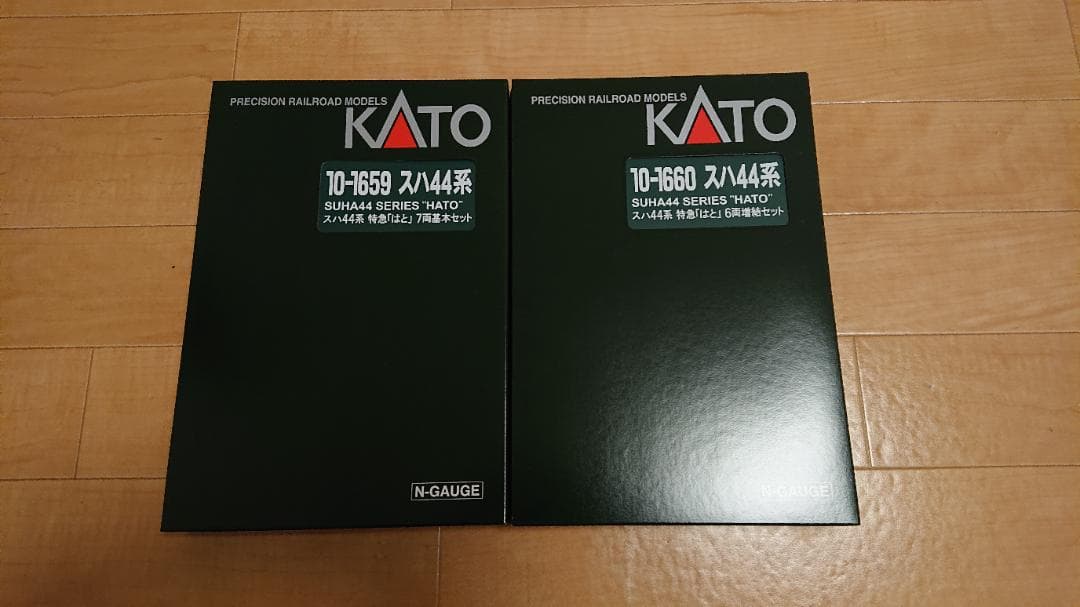 PRECISION RAILROAD MODELS
KATO
10-1659 スハ44系
SUHA44 SERIES "HATO"
スハ44系 特急「はと」 7両基本セット
N-GAUGE
PRECISION RAILROAD MODELS
KATO
10-1660 スハ44系
SUHA44 SERIES "HATO"
スハ44系 特急「はと」 6両増結セット
N-GAUGE